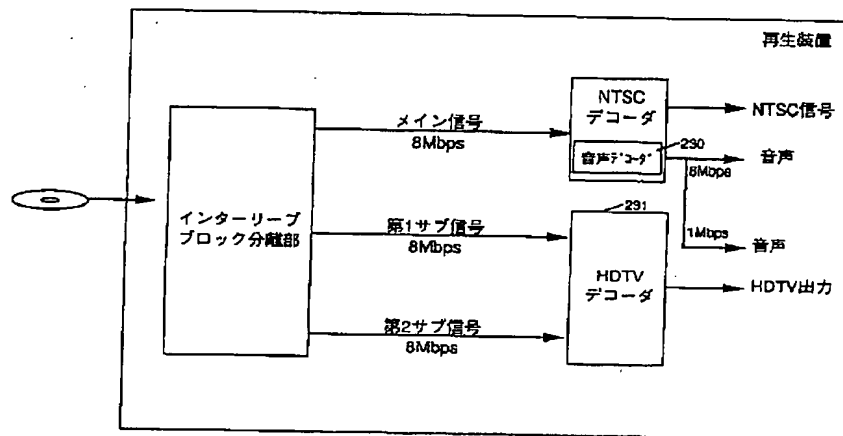 再生装置
NTSC
デコーダ
NTSC信号
メイン信号
8Mbps
230
音声デコーダ
音声
8Mbps
インターリーブ
ブロック分離部
第1サブ信号
8Mbps
231
1Mbps
音声
HDTV
デコーダ
HDTV出力
第2サブ信号
8Mbps